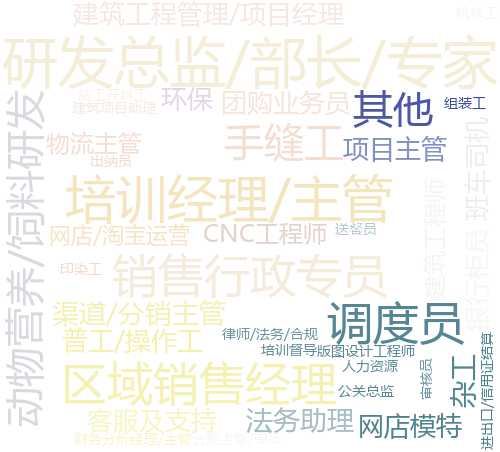 建筑工程管理/项目经理
机修工
研发总监/部长/专家
建筑项目助理
环保
团购业务员
其他
组装工
物流主管
出纳员
手缝工
项目主管
班车司机
动物营养/饲料研发
培训经理/主管
网店/淘宝运营
CNC工程师
送餐员
建筑工程师
银行柜员
印染工
销售行政专员
渠道/分销主管
普工/操作工
律师/法务/合规
调度员
培训督导
版图设计工程师
区域销售经理
人力资源
公关总监
审核员
杂工
进出口/信用证结算
客服及支持
法务助理
网店模特
财务分析经理/主管